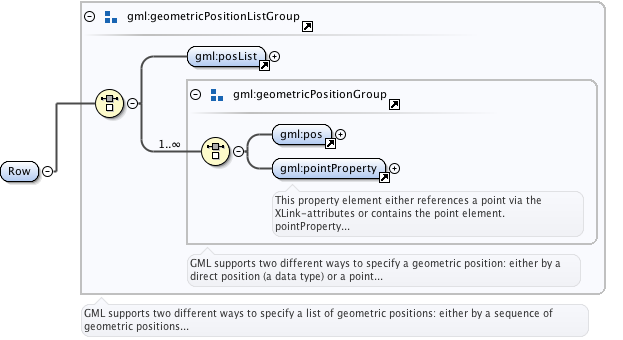 gml:geometricPositionListGroup
gml:posList
gml:geometricPositionGroup
1..∞
gml:pos
Row
gml:pointProperty
This property element either references a point via the
XLink-attributes or contains the point element.
pointProperty...
GML supports two different ways to specify a geometric position: either by a
direct position (a data type) or a point...
GML supports two different ways to specify a list of geometric positions: either by a sequence of
geometric positions...